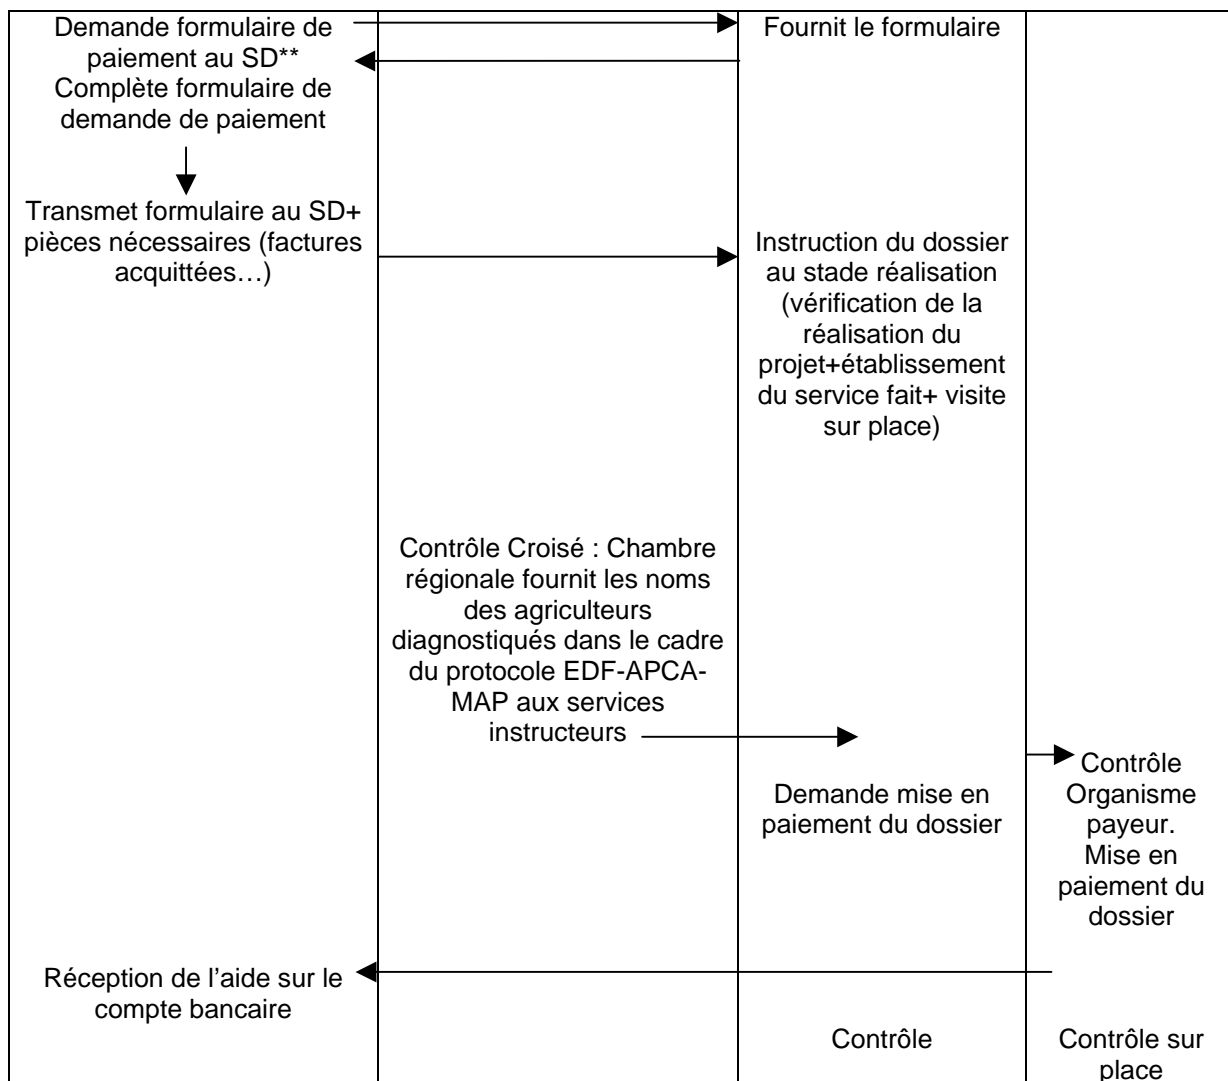 Demande formulaire de
paiement au SD**
Complète formulaire de
demande de paiement
Fournit le formulaire
Transmet formulaire au SD+
pièces nécessaires (factures
acquittées…)
Instruction du dossier
au stade réalisation
(vérification de la
réalisation du
projet+établissement
du service fait+ visite
sur place)
Contrôle Croisé : Chambre
régionale fournit les noms
des agriculteurs
diagnostiqués dans le cadre
du protocole EDF-APCA-
MAP aux services
instructeurs
Demande mise en
paiement du dossier
Contrôle
Organisme
payeur.
Mise en
paiement du
dossier
Réception de l’aide sur le
compte bancaire
Contrôle
Contrôle sur
place